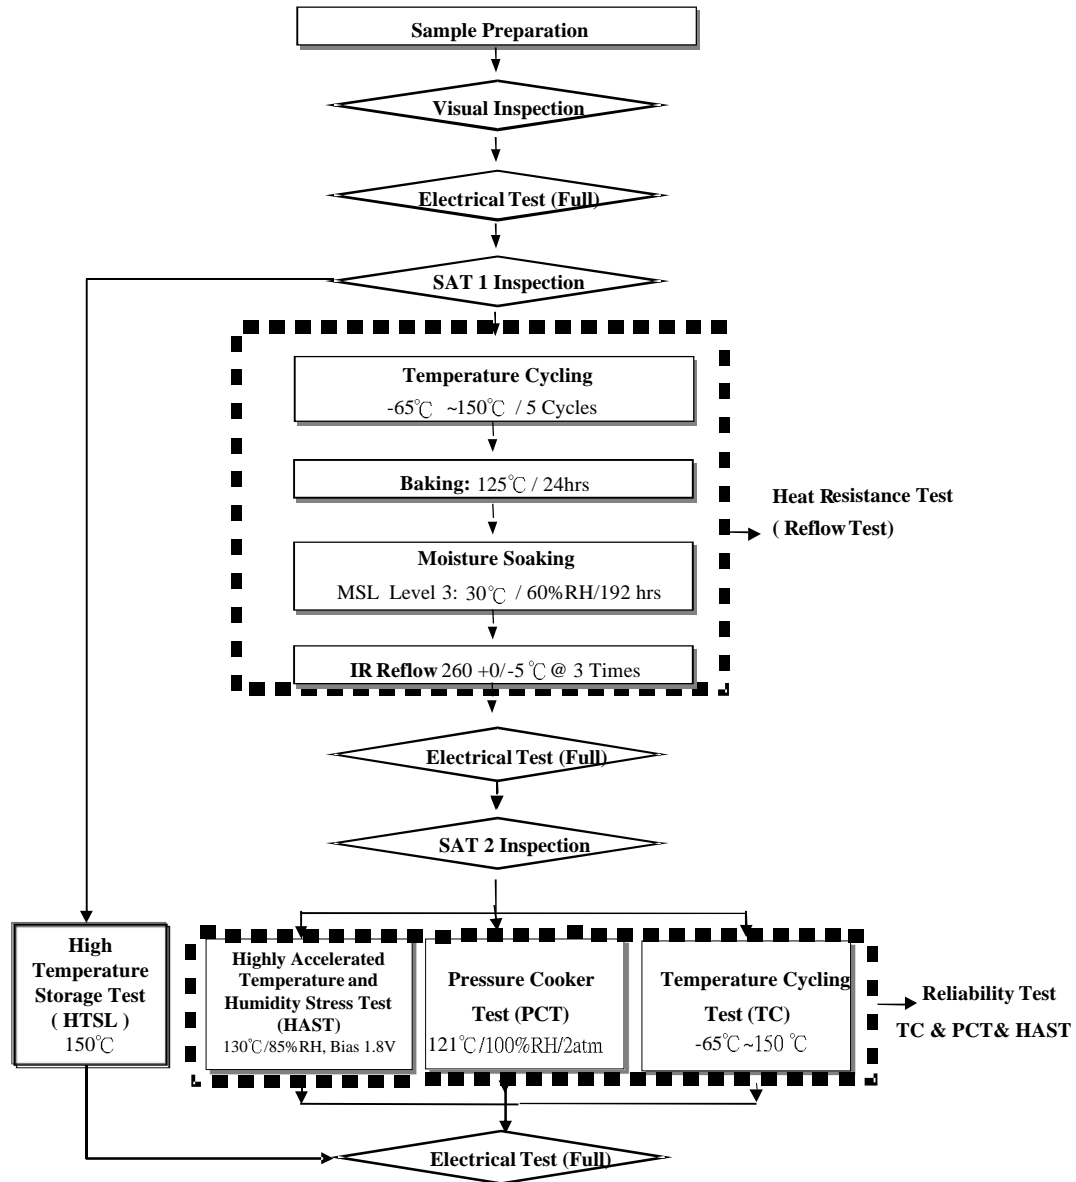 Sample Preparation
Visual Inspection
Electrical Test (Full)
SAT 1 Inspection
Temperature Cycling
-65℃ ~150℃ / 5 Cycles
Baking: 125℃ / 24hrs
Moisture Soaking
MSL Level 3: 30℃ / 60%RH/192 hrs
IR Reflow 260 +0/-5 ℃ @ 3 Times
Heat Resistance Test
( Reflow Test)
Electrical Test (Full)
SAT 2 Inspection
High
Temperature
Storage Test
( HTSL )
150℃
Highly Accelerated
Temperature and
Humidity Stress Test
(HAST)
130℃/85%RH, Bias 1.8V
Pressure Cooker
Test (PCT)
121℃/100%RH/2atm
Temperature Cycling
Test (TC)
-65℃~150 ℃
Reliability Test
TC & PCT& HAST
Electrical Test (Full)